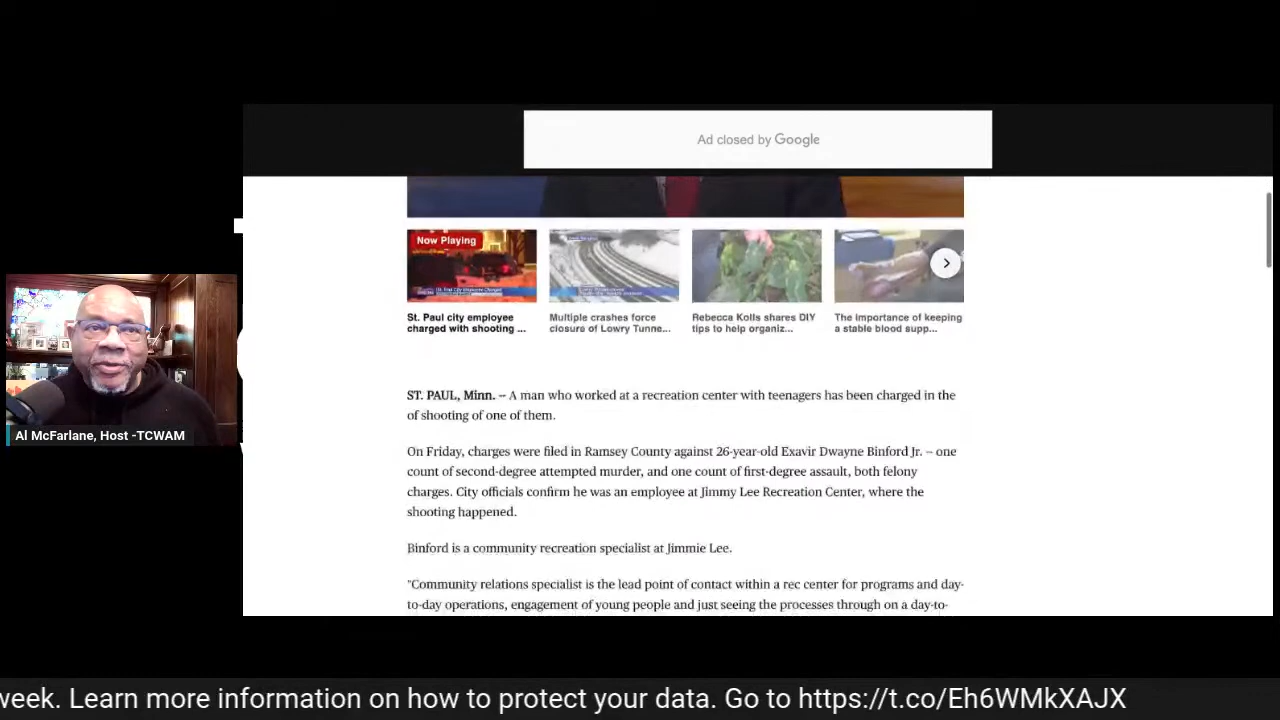 Ad closed by Google
Now Playing
St. Paul city employee
charged with shooting ...
Multiple crashes force
closure of Lowry Tunne...
Rebecca Kolls shares DIY
tips to help organiz...
The importance of keeping
a stable blood supp...
ST. PAUL, Minn. -- A man who worked at a recreation center with teenagers has been charged in the
of shooting of one of them.
On Friday, charges were filed in Ramsey County against 26-year-old Exavir Dwayne Binford Jr. -- one
count of second-degree attempted murder, and one count of first-degree assault, both felony
charges. City officials confirm he was an employee at Jimmy Lee Recreation Center, where the
shooting happened.
Binford is a community recreation specialist at Jimmie Lee.
"Community relations specialist is the lead point of contact within a rec center for programs and day-
to-day operations, engagement of young people and just seeing the processes through on a day-to-
Al McFarlane, Host -TCWAM
week. Learn more information on how to protect your data. Go to https://t.co/Eh6WMkXAJX